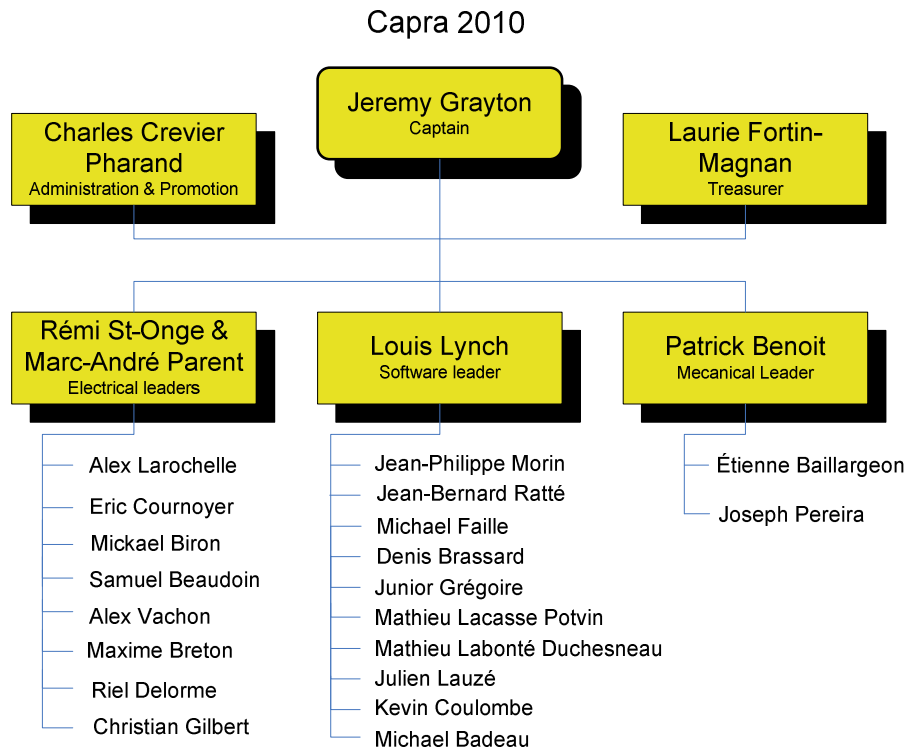 Capra 2010
Jeremy Grayton
Captain
Charles Crevier
Pharand
Administration & Promotion
Laurie Fortin-
Magnan
Treasurer
Rémi St-Onge &
Marc-André Parent
Electrical leaders
Louis Lynch
Software leader
Patrick Benoit
Mecanical Leader
Alex Larochelle
Eric Cournoyer
Mickael Biron
Samuel Beaudoin
Alex Vachon
Maxime Breton
Riel Delorme
Christian Gilbert
Jean-Philippe Morin
Jean-Bernard Ratté
Michael Faille
Denis Brassard
Junior Grégoire
Mathieu Lacasse Potvin
Mathieu Labonté Duchesneau
Julien Lauzé
Kevin Coulombe
Michael Badeau
Étienne Baillargeon
Joseph Pereira